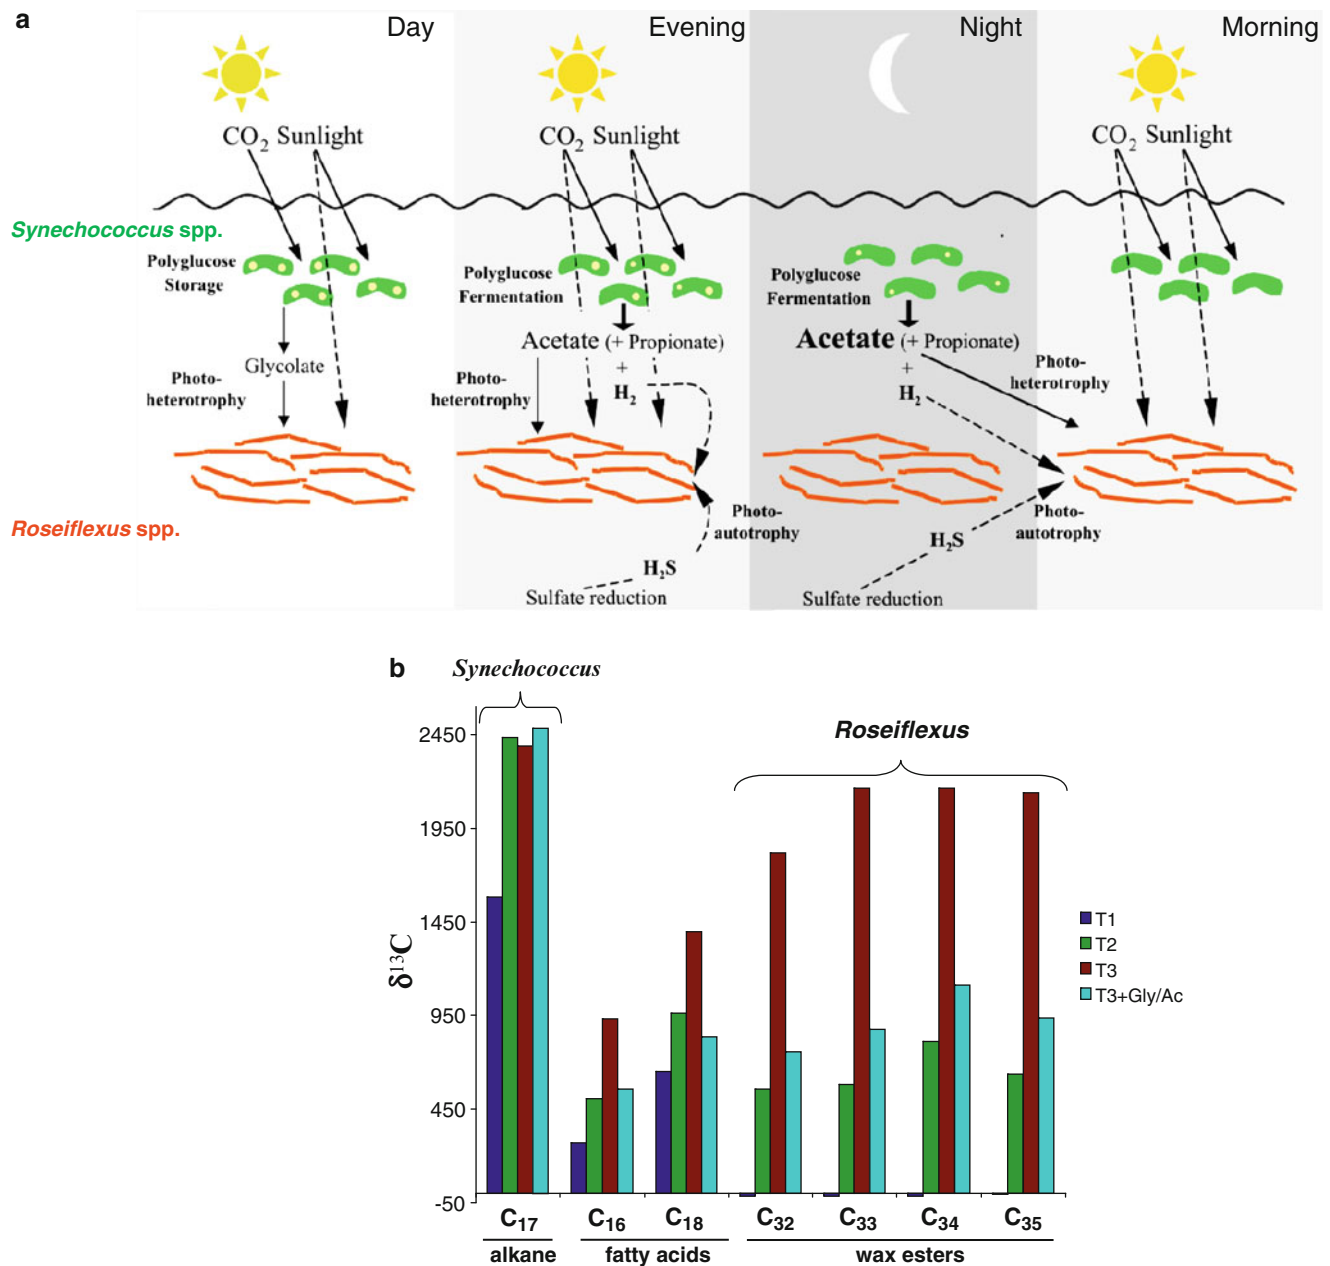 a
Day
Evening
Night
Morning
CO2 Sunlight
CO2 Sunlight
CO2 Sunlight
Synechococcus spp.
Polyglucose
Storage
Glycolate
Photo-
heterotrophy
Polyglucose
Fermentation
Acetate (+ Propionate)
+
H2
Photo-
heterotrophy
Photo-
autotrophy
H2S
Sulfate reduction
Polyglucose
Fermentation
Acetate (+ Propionate)
+
H2
Photo-
heterotrophy
Photo-
autotrophy
H2S
Sulfate reduction
Roseiflexus spp.
b
Synechococcus
Roseiflexus
2450
1950
1450
950
450
-50
δ13C
T1
T2
T3
T3+Gly/Ac
C17
C16
C18
C32
C33
C34
C35
alkane
fatty acids
wax esters